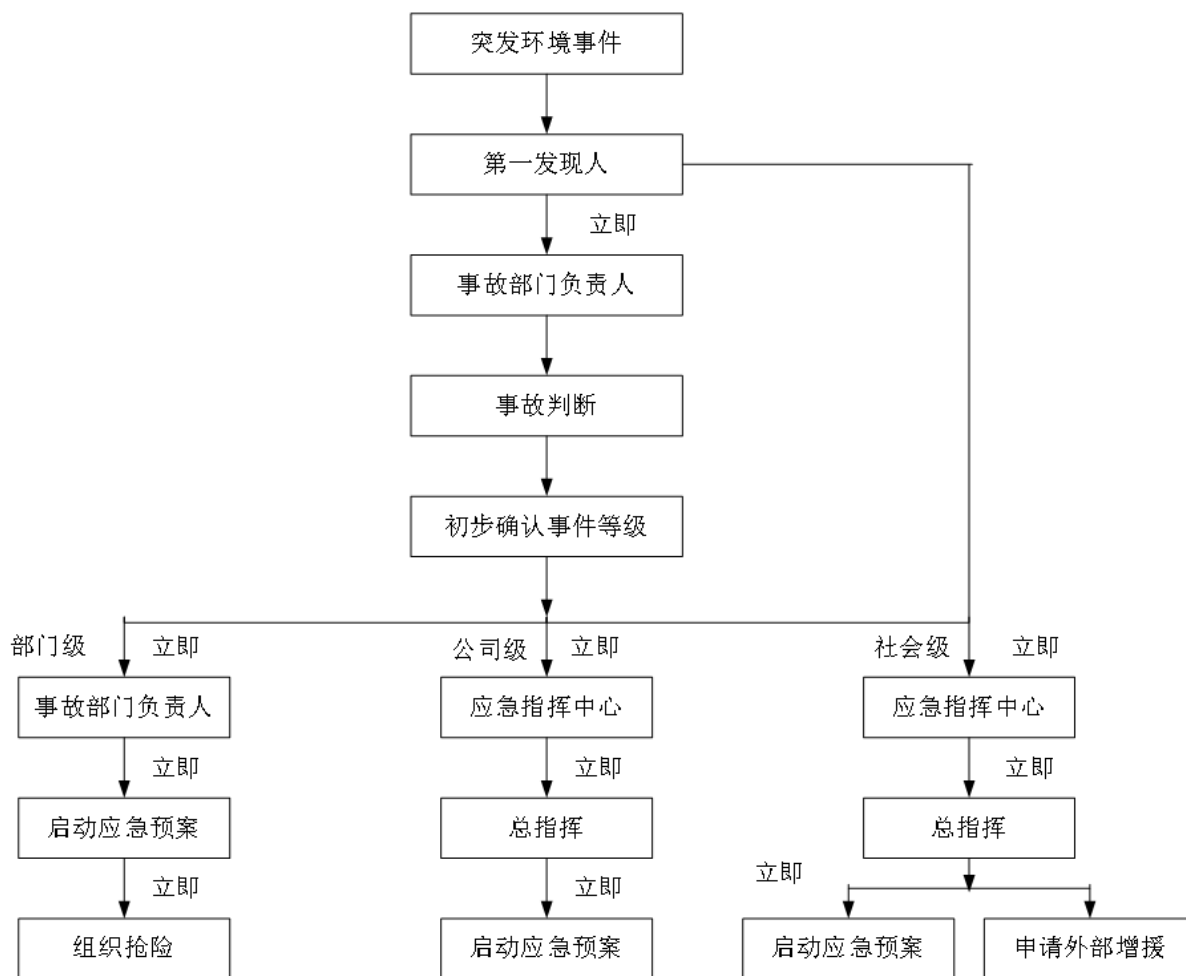 突发环境事件
第一发现人
立即
事故部门负责人
事故判断
初步确认事件等级
部门级 立即 公司级 立即 社会级 立即
事故部门负责人 应急指挥中心 应急指挥中心
立即 立即 立即
启动应急预案 总指挥 总指挥
立即 立即 立即
组织抢险 启动应急预案 启动应急预案 申请外部增援